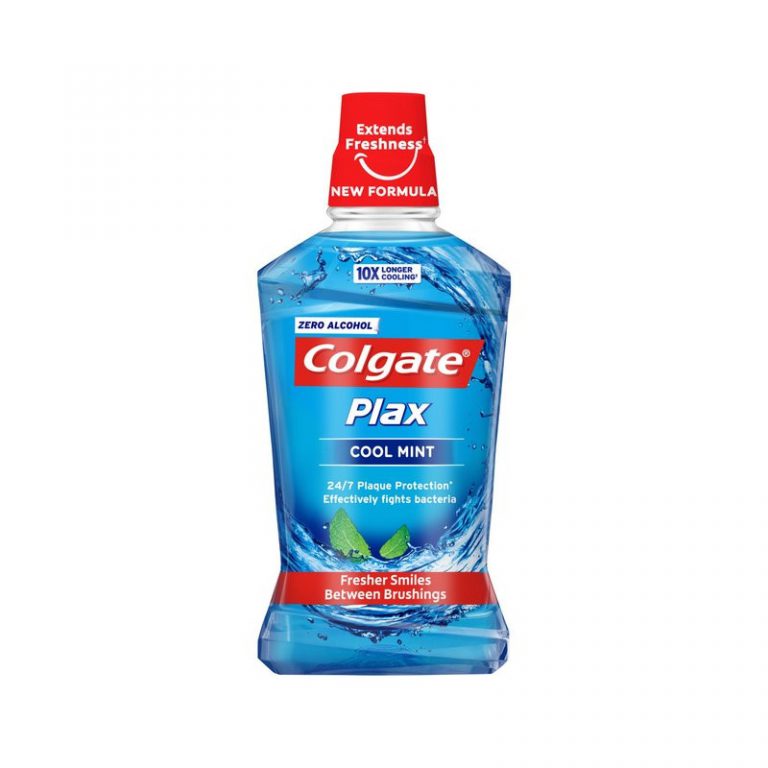 Extends
Freshness†
NEW FORMULA
10X LONGER
COOLING†
ZERO ALCOHOL
Colgate®
Plax
COOL MINT
24/7 Plaque Protection*
Effectively fights bacteria
Fresher Smiles
Between Brushings